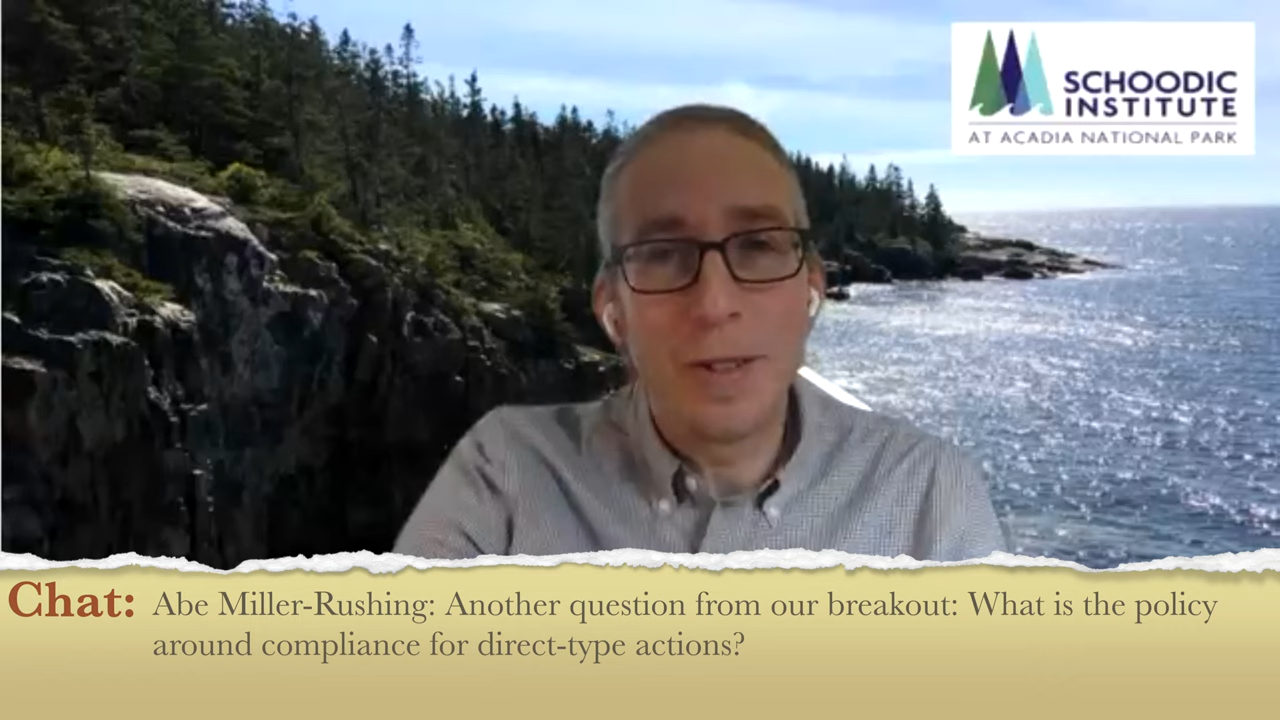 SCHOODIC
INSTITUTE
AT ACADIA NATIONAL PARK
Chat: Abe Miller-Rushing: Another question from our breakout: What is the policy
around compliance for direct-type actions?